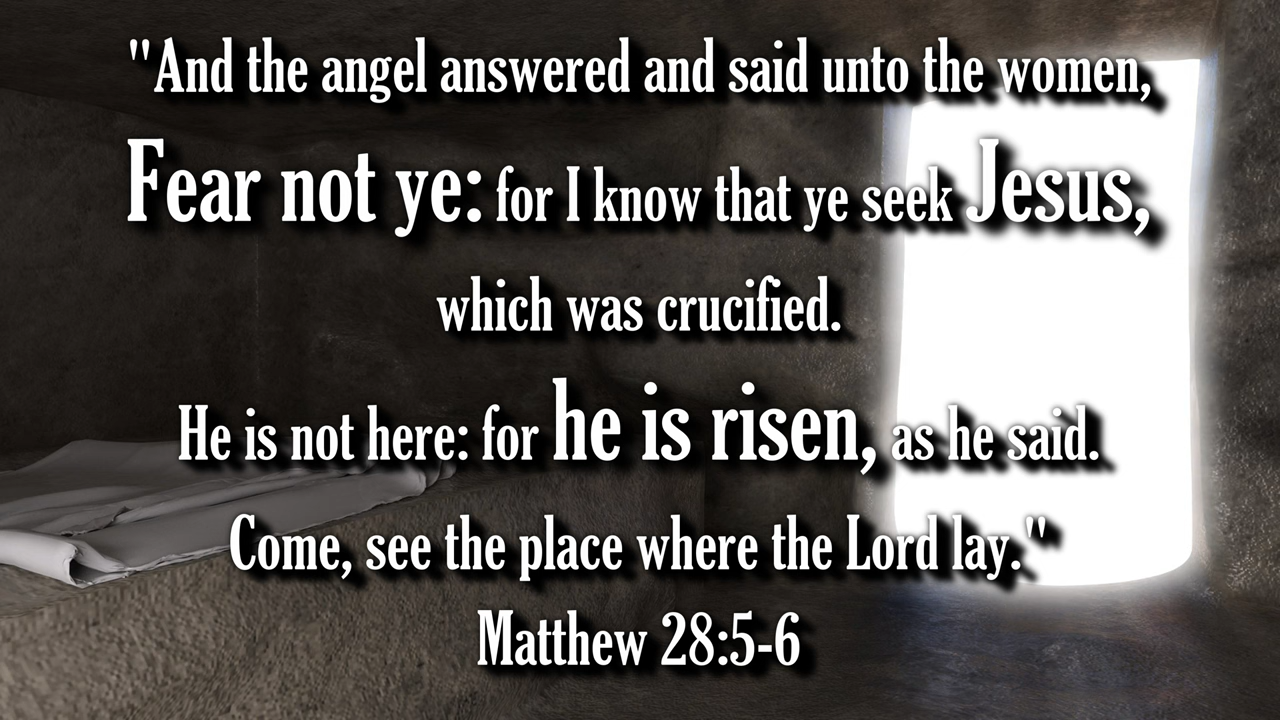 "And the angel answered and said unto the women,
Fear not ye: for I know that ye seek Jesus,
which was crucified.
He is not here: for he is risen, as he said.
Come, see the place where the Lord lay."
Matthew 28:5-6